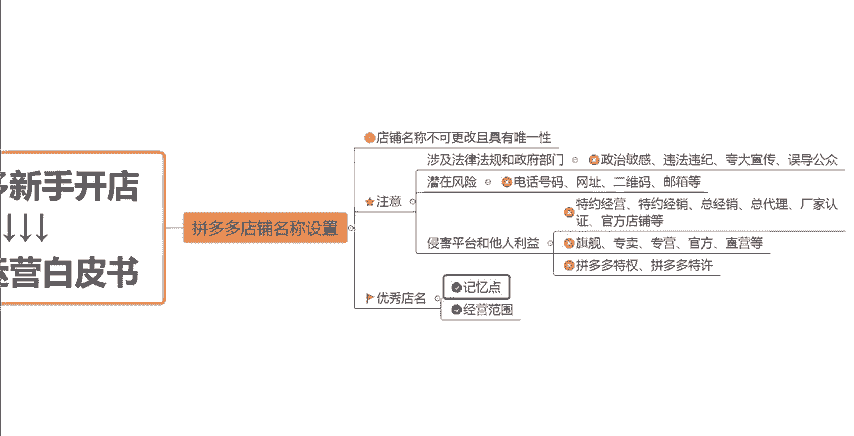 新手开店
↓↓↓
营白皮书
拼多多店铺名称设置
店铺名称不可更改且具有唯一性
注意
涉及法律法规和政府部门
政治敏感、违法违纪、夸大宣传、误导公众
潜在风险
电话号码、网址、二维码、邮箱等
侵害平台和他人利益
特约经营、特约经销、总经销、总代理、厂家认
证、官方店铺等
旗舰、专卖、专营、官方、直营等
拼多多特权、拼多多特许
优秀店名
记忆点
经营范围